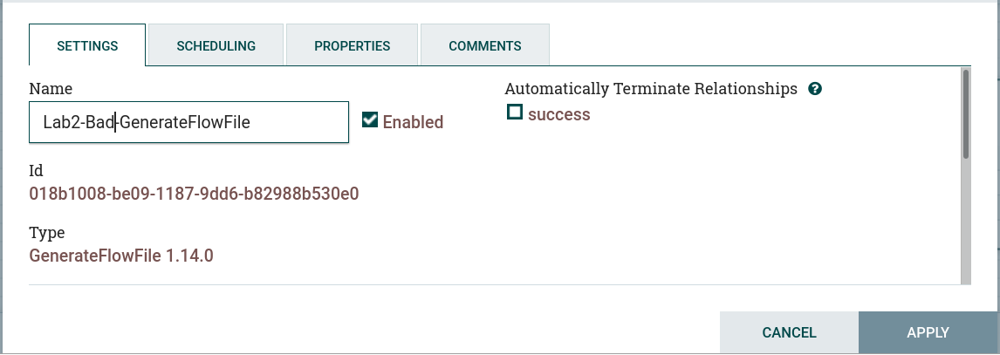 SETTINGS SCHEDULING PROPERTIES COMMENTS
Name
Lab2-Bad-GenerateFlowFile
Enabled
Id
018b1008-be09-1187-9dd6-b82988b530e0
Type
GenerateFlowFile 1.14.0
Automatically Terminate Relationships ?
success
CANCEL APPLY